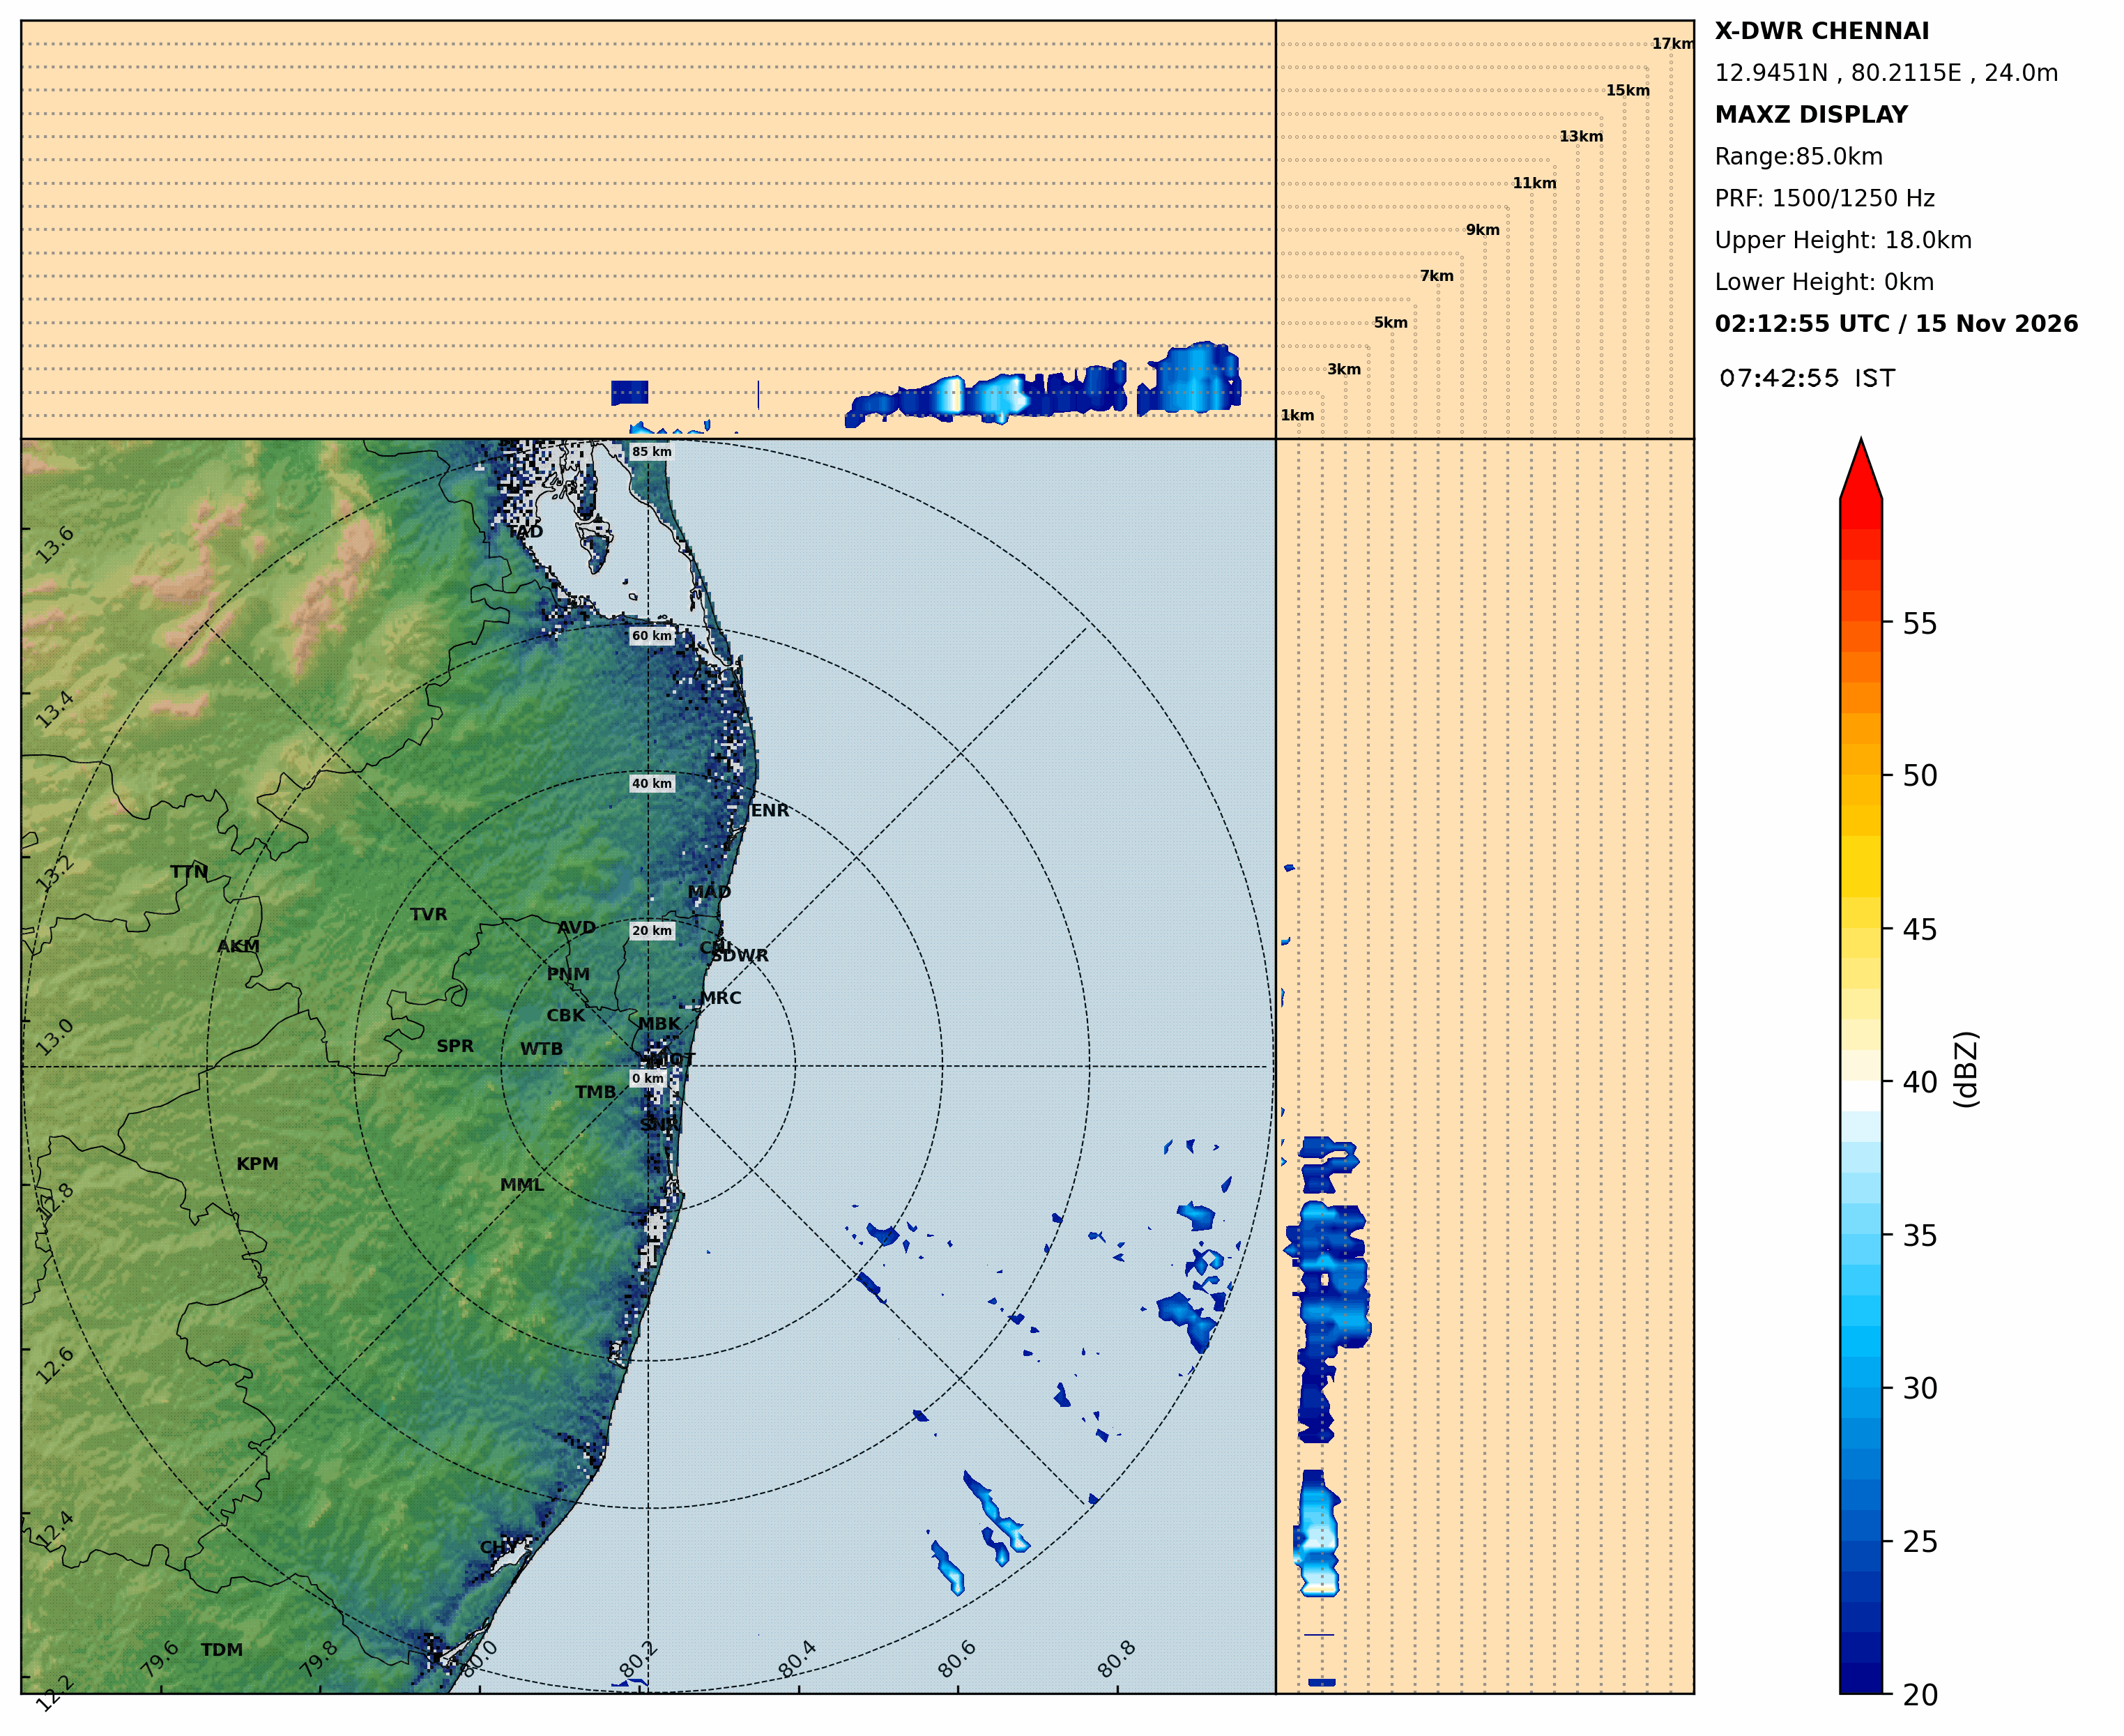 X-DWR CHENNAI
12.9451N , 80.2115E , 24.0m
MAXZ DISPLAY
Range:85.0km
PRF: 1500/1250 Hz
Upper Height: 18.0km
Lower Height: 0km
02:12:55 UTC / 15 Nov 2026
07:42:55 IST
17km
15km
13km
11km
9km
7km
5km
3km
1km
85 km
60 km
40 km
20 km
0 km
TAD
ENR
TTN
MAD
TVR
AVD
AKM
SDWR
PNM
MRC
CBK
MBK
SPR
WTB
TMB
SNR
KPM
MML
CHY
TDM
13.6
13.4
13.2
13.0
12.8
12.6
12.4
12.2
79.6
79.8
80.0
80.2
80.4
80.6
80.8
55
50
45
40
35
30
25
20
(dBZ)